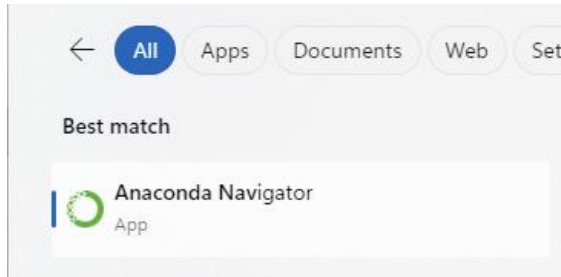 All Apps Documents Web Set
Best match
Anaconda Navigator
App